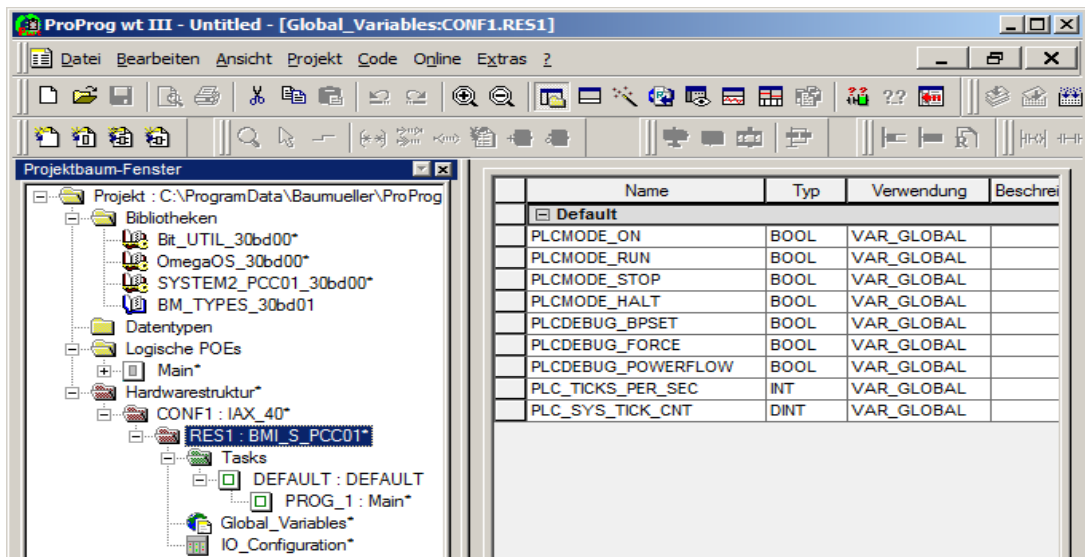 ProProg wt III - Untitled - [Global_Variables:CONF1.RES1]
Datei Bearbeiten Ansicht Projekt Code Online Extras ?
Projektbaum-Fenster
Projekt : C:\ProgramData\Baumueller\ProProg
Bibliotheken
Bit_UTIL_30bd00*
OmegaOS_30bd00*
SYSTEM2_PCC01_30bd00*
BM_TYPES_30bd01
Datentypen
Logische POEs
Main*
Hardwarestruktur*
CONF1 : IAX_40*
RES1 : BMI_S_PCC01*
Tasks
DEFAULT : DEFAULT
PROG_1 : Main*
Global_Variables*
IO_Configuration*
Name Typ Verwendung Beschrei
Default
PLCMODE_ON BOOL VAR_GLOBAL
PLCMODE_RUN BOOL VAR_GLOBAL
PLCMODE_STOP BOOL VAR_GLOBAL
PLCMODE_HALT BOOL VAR_GLOBAL
PLCDEBUG_BPSET BOOL VAR_GLOBAL
PLCDEBUG_FORCE BOOL VAR_GLOBAL
PLCDEBUG_POWERFLOW BOOL VAR_GLOBAL
PLC_TICKS_PER_SEC INT VAR_GLOBAL
PLC_SYS_TICK_CNT DINT VAR_GLOBAL